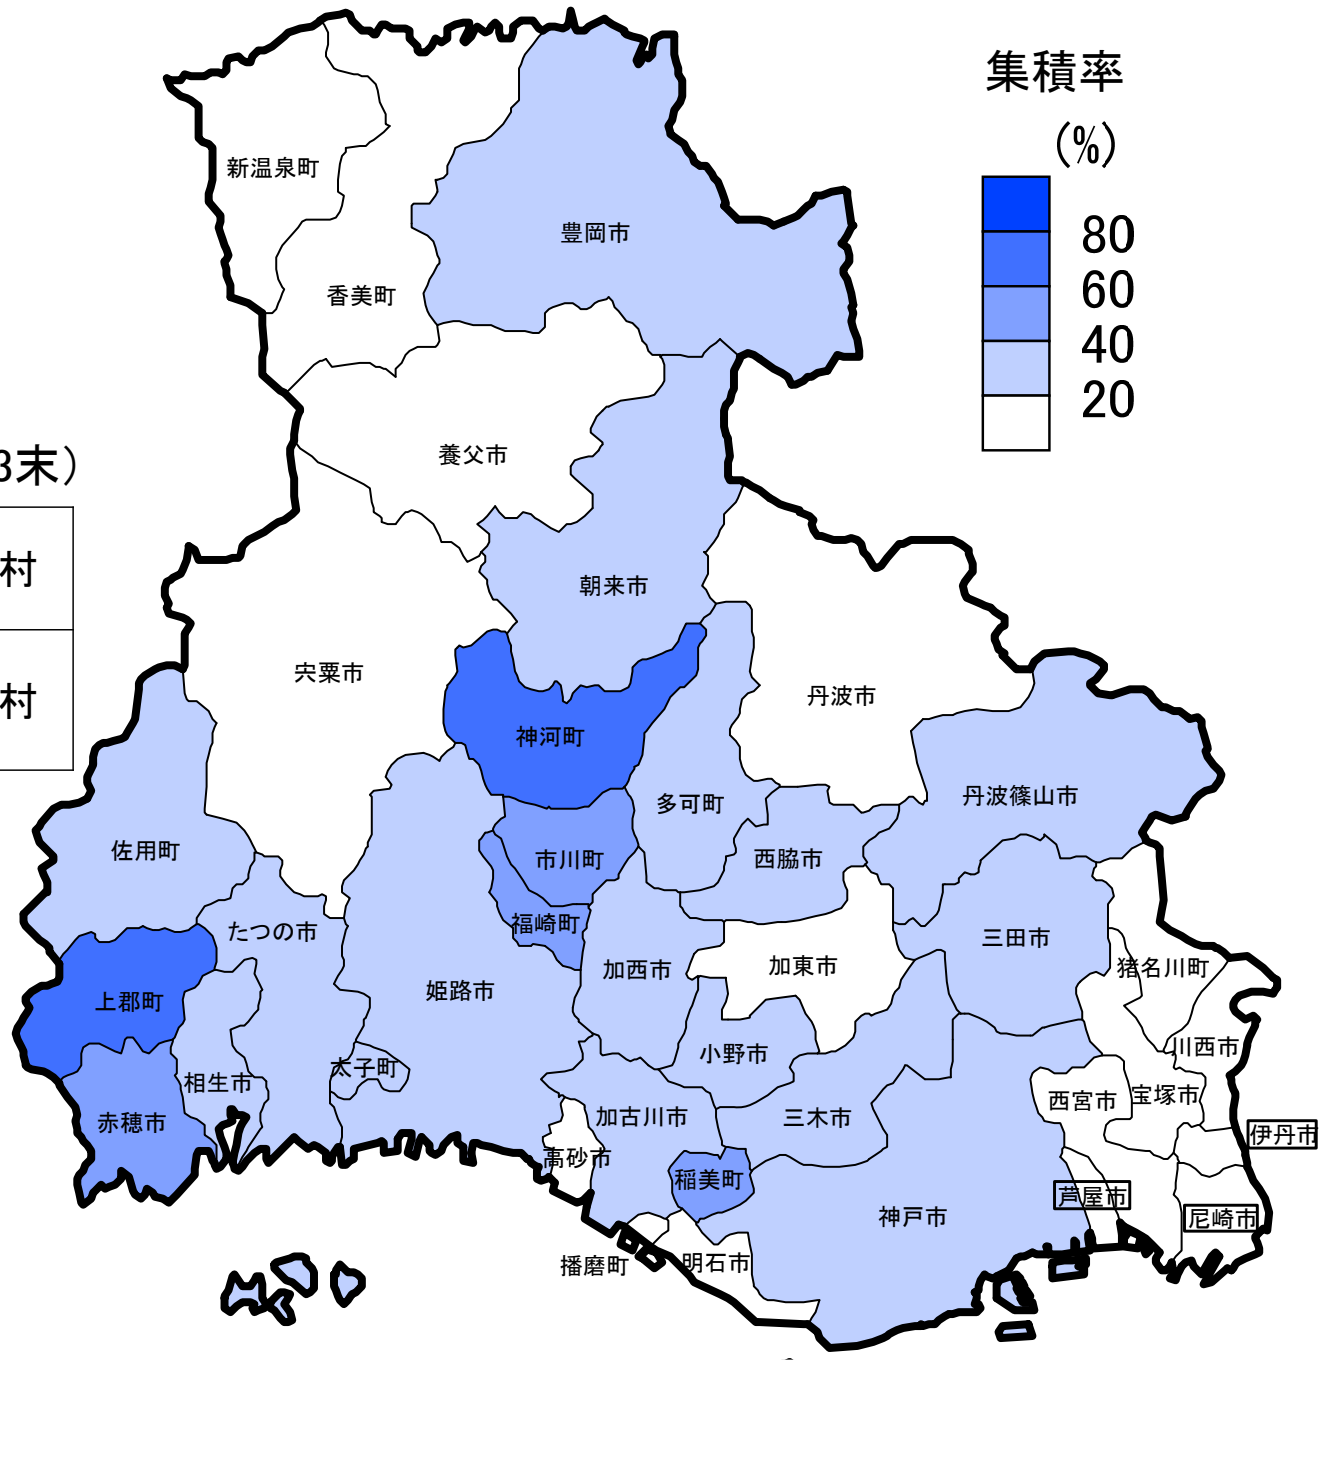 集積率
(%)
80
60
40
20
新温泉町
豊岡市
香美町
養父市
3末)
村
朝来市
宍粟市
丹波市
村
神河町
丹波篠山市
多可町
佐用町
市川町
西脇市
福崎町
たつの市
三田市
加西市
加東市
猪名川町
姫路市
上郡町
川西市
小野市
太子町
相生市
宝塚市
西宮市
加古川市
三木市
赤穂市
伊丹市
高砂市
稲美町
芦屋市
神戸市
尼崎市
明石市
播磨町